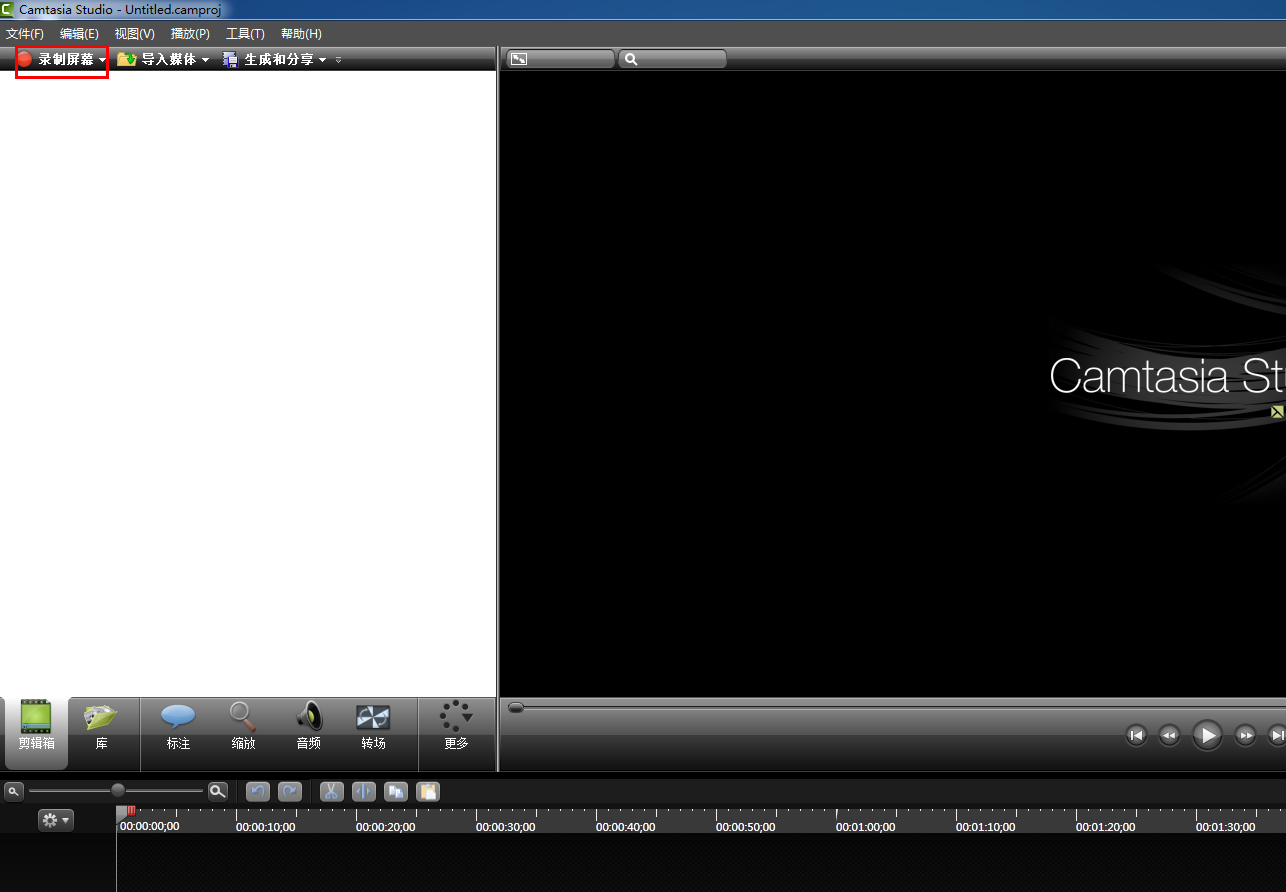 Camtasia Studio - Untitled.camproj
文件(F) 编辑(E) 视图(V) 播放(P) 工具(T) 帮助(H)
录制屏幕 导入媒体 生成和分享
Camtasia
剪辑箱 库 标注 缩放 音频 转场 更多
00:00:00;00 00:00:10;00 00:00:20;00 00:00:30;00 00:00:40;00 00:00:50;00 00:01:00;00 00:01:10;00 00:01:20;00 00:01:30;00